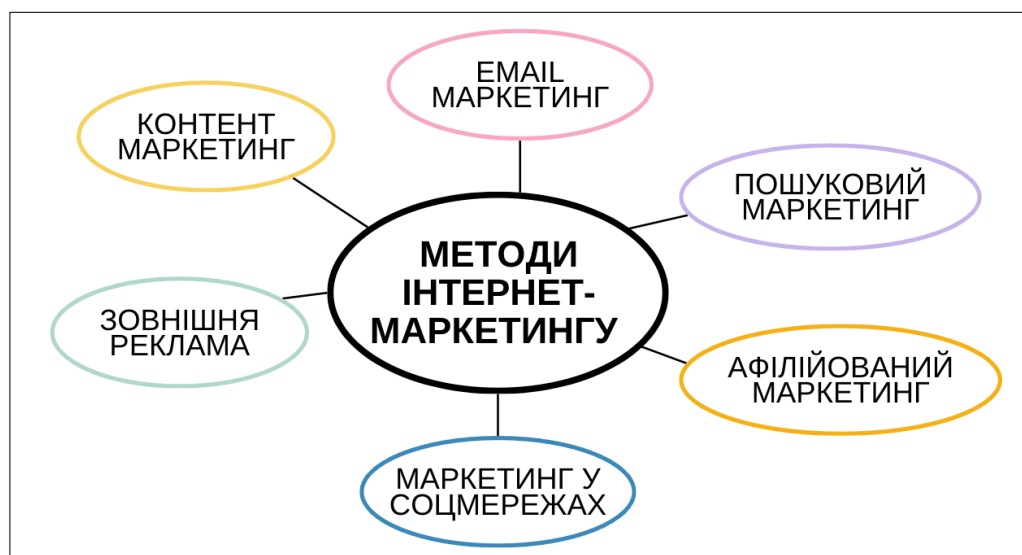 EMAIL
МАРКЕТИНГ
КОНТЕНТ
МАРКЕТИНГ
ПОШУКОВИЙ
МАРКЕТИНГ
МЕТОДИ
ІНТЕРНЕТ-
МАРКЕТИНГУ
ЗОВНІШНЯ
РЕКЛАМА
АФІЛІЙОВАНИЙ
МАРКЕТИНГ
МАРКЕТИНГ У
СОЦМЕРЕЖАХ